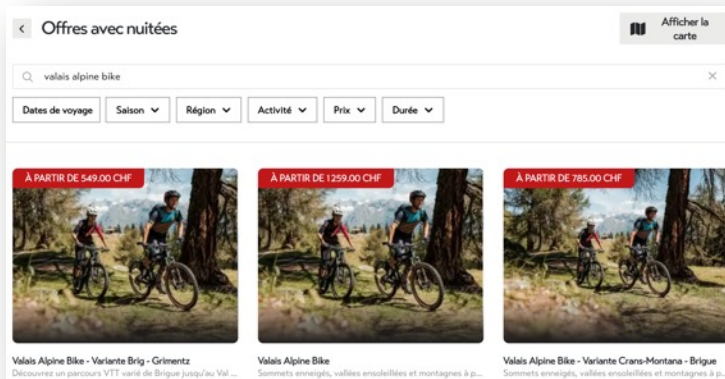 Offres avec nuitées
Afficher la
carte
valais alpine bike
Dates de voyage
Saison
Région
Activité
Prix
Durée
À PARTIR DE 549.00 CHF
À PARTIR DE 1259.00 CHF
À PARTIR DE 785.00 CHF
Valais Alpine Bike - Variante Brig - Grimentz
Découvrez un parcours VTT varié de Brigue jusqu'au Val ...
Valais Alpine Bike
Sommets enneigés, vallées ensoleillées et montagnes à p...
Valais Alpine Bike - Variante Crans-Montana - Brigue
Sommets enneigés, vallées ensoleillées et montagnes à p...